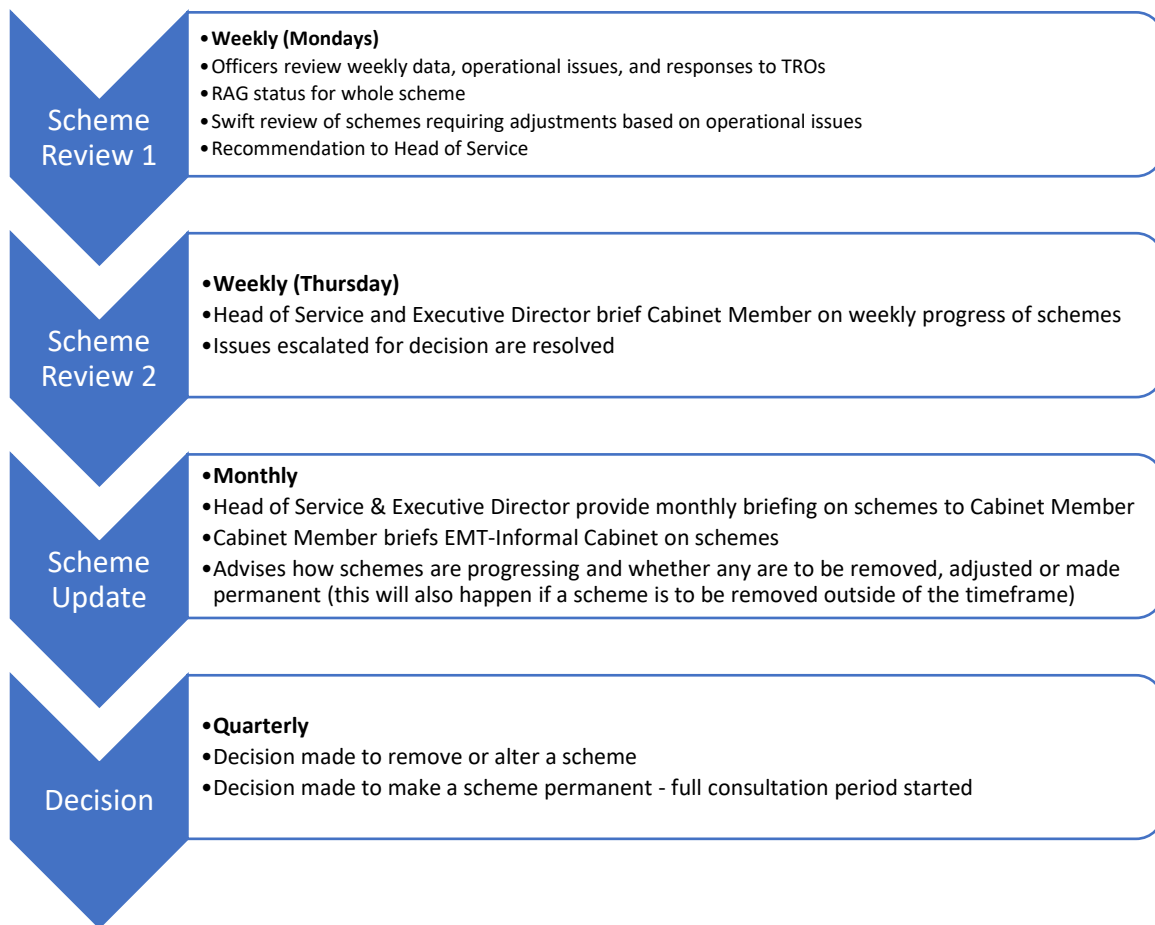 Scheme
Review 1
•Weekly (Mondays)
•Officers review weekly data, operational issues, and responses to TROs
•RAG status for whole scheme
•Swift review of schemes requiring adjustments based on operational issues
•Recommendation to Head of Service
Scheme
Review 2
•Weekly (Thursday)
•Head of Service and Executive Director brief Cabinet Member on weekly progress of schemes
•Issues escalated for decision are resolved
Scheme
Update
•Monthly
•Head of Service & Executive Director provide monthly briefing on schemes to Cabinet Member
•Cabinet Member briefs EMT-Informal Cabinet on schemes
•Advises how schemes are progressing and whether any are to be removed, adjusted or made
permanent (this will also happen if a scheme is to be removed outside of the timeframe)
Decision
•Quarterly
•Decision made to remove or alter a scheme
•Decision made to make a scheme permanent - full consultation period started